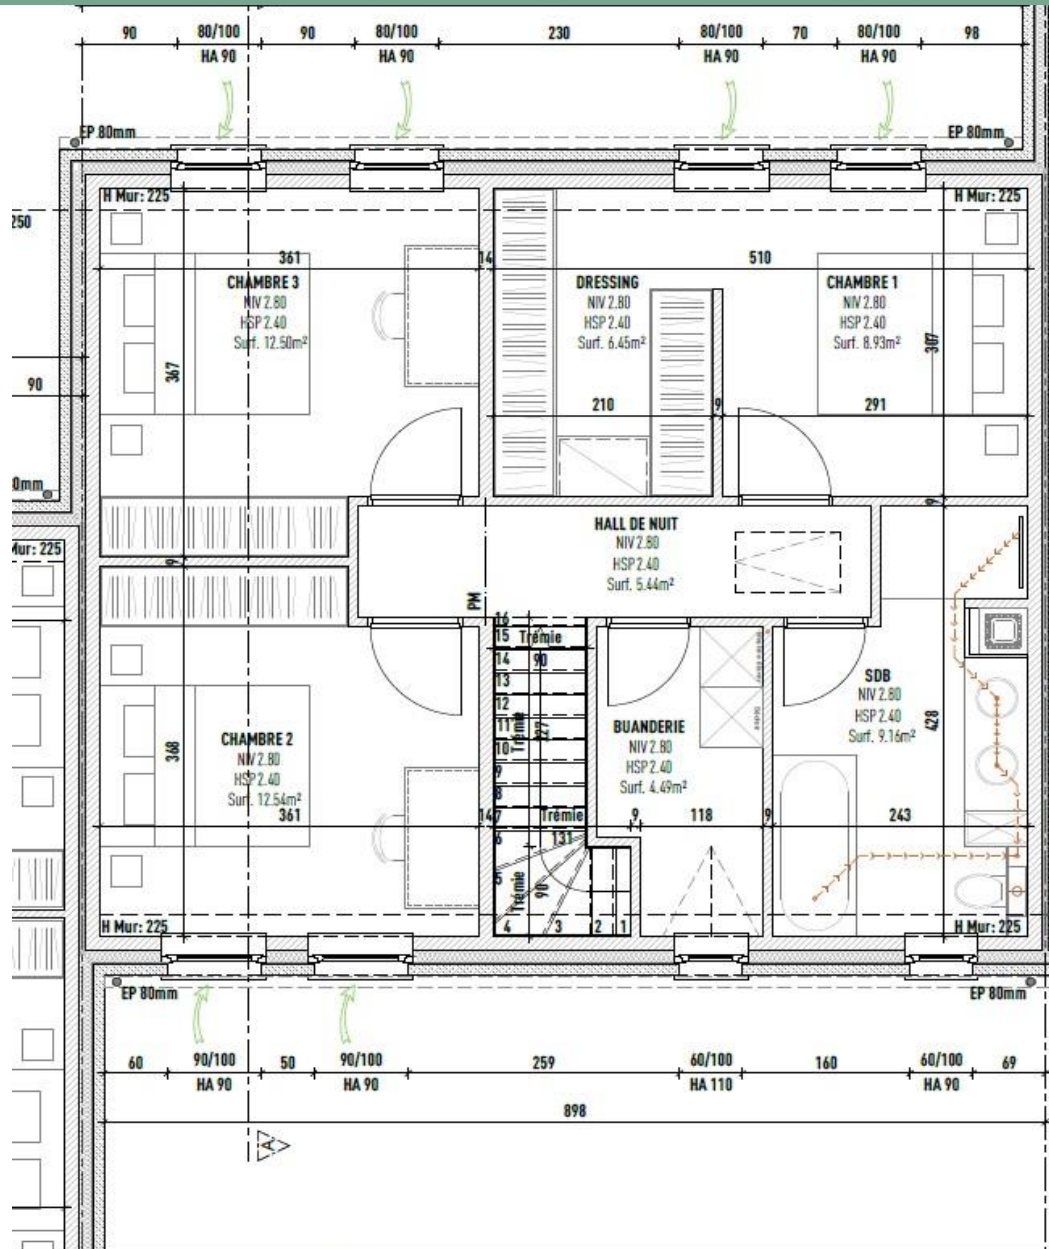 90 80/100 90 80/100 230 80/100 70 80/100 98
HA 90 HA 90 HA 90 HA 90
EP 80mm EP 80mm
H Mur: 225 H Mur: 225
250
361 14 510
CHAMBRE 3
NIV 2.80
HSP 2.40
Surf. 12.50m²
DRESSING
NIV 2.80
HSP 2.40
Surf. 6.45m²
CHAMBRE 1
NIV 2.80
HSP 2.40
Surf. 8.93m²
307
367
90
210 9 291
0mm
9
HALL DE NUIT
NIV 2.80
HSP 2.40
Surf. 5.44m²
Mur: 225
9
PM
16
15 Trémie
14 90
13
12
11
10
9
8
7
6
5
4 3 2 1
Trémie
227
Trémie
131
Trémie
90
SDB
NIV 2.80
HSP 2.40
Surf. 9.16m²
428
BUANDERIE
NIV 2.80
HSP 2.40
Surf. 4.49m²
CHAMBRE 2
NIV 2.80
HSP 2.40
Surf. 12.54m²
368
361 14 9 118 9 243
H Mur: 225 H Mur: 225
EP 80mm EP 80mm
60 90/100 50 90/100 259 60/100 160 60/100 69
HA 90 HA 90 HA 110 HA 90
898
A